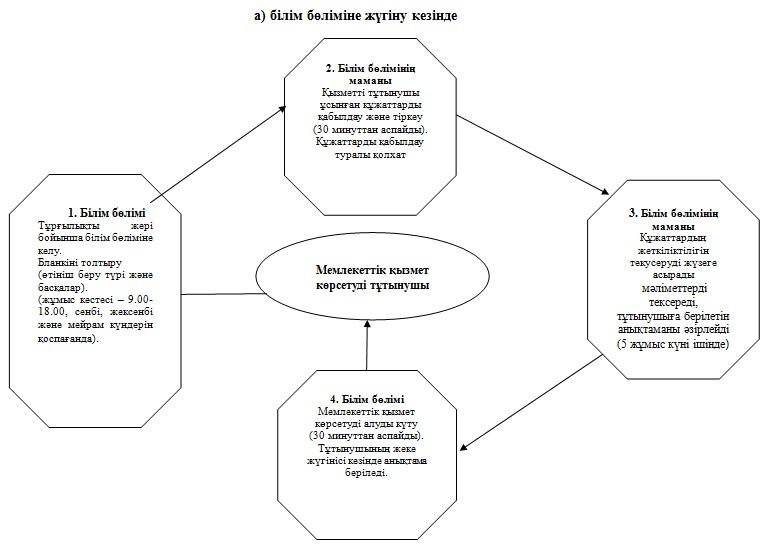 а) білім бөліміне жүгіну кезінде
2. Білім бөлімінің
маманы
Қызметті тұтынушы
ұсынған құжаттарды
қабылдау және тіркеу
(30 минуттан аспайды).
Құжаттарды қабылдау
туралы қолхат
1. Білім бөлімі
Тұрғылықты жері
бойынша білім бөліміне
келу.
Бланкіні толтыру
(өтініш беру түрі және
басқалар).
(жұмыс кестесі – 9.00-
18.00, сенбі, жексенбі
және мейрам күндерін
қоспағанда).
Мемлекеттік қызмет
көрсетуді тұтынушы
3. Білім бөлімінің
маманы
Құжаттардың
жеткіліктілігін
текусеруді жүзеге
асырады
мәліметтерді
тексереді,
тұтынушыға берілетін
анықтаманы әзірлейді
(5 жұмыс күні ішінде)
4. Білім бөлімі
Мемлекеттік қызмет
көрсетуді алуды күту
(30 минуттан аспайды).
Тұтынушының жеке
жүгінісі кезінде анықтама
беріледі.